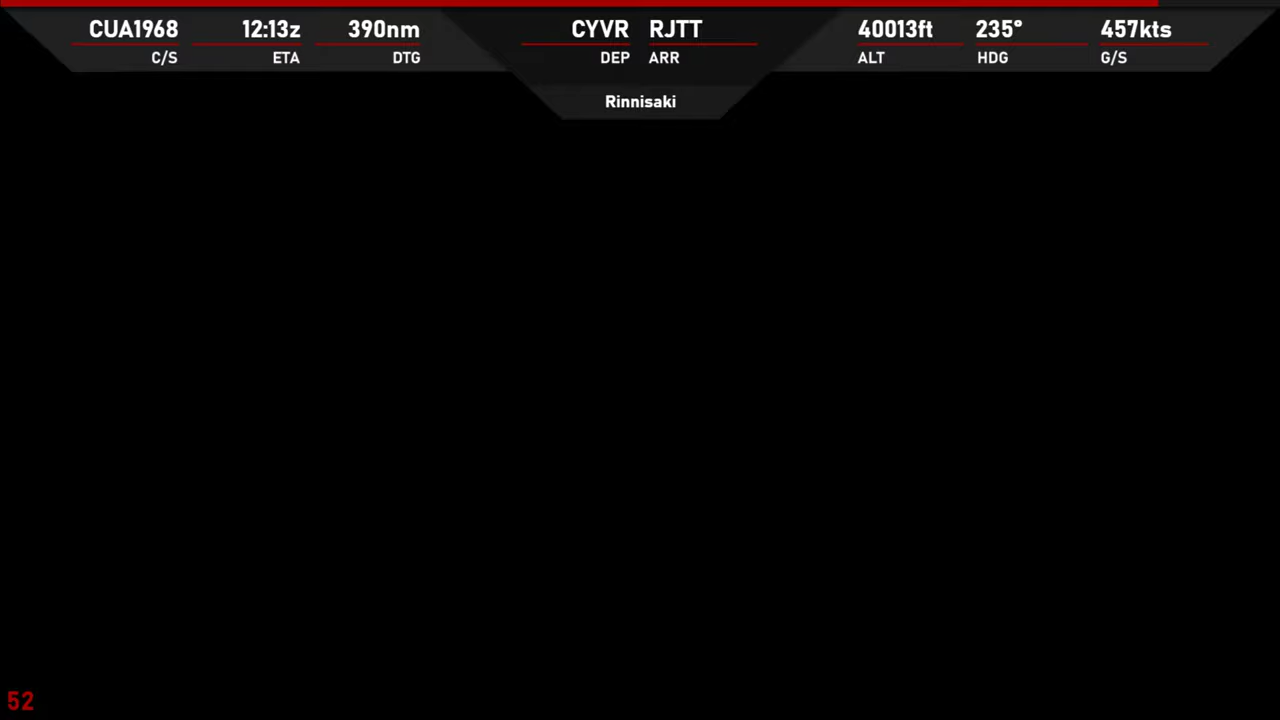 CUA1968 12:13z 390nm CYVR RJTT 40013ft 235° 457kts
C/S ETA DTG DEP ARR ALT HDG G/S
Rinnisaki
52